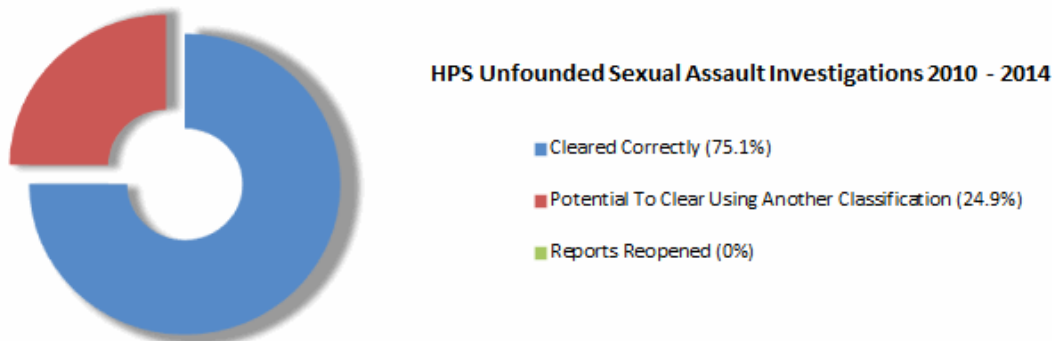 HPS Unfounded Sexual Assault Investigations 2010 - 2014
Cleared Correctly (75.1%)
Potential To Clear Using Another Classification (24.9%)
Reports Reopened (0%)